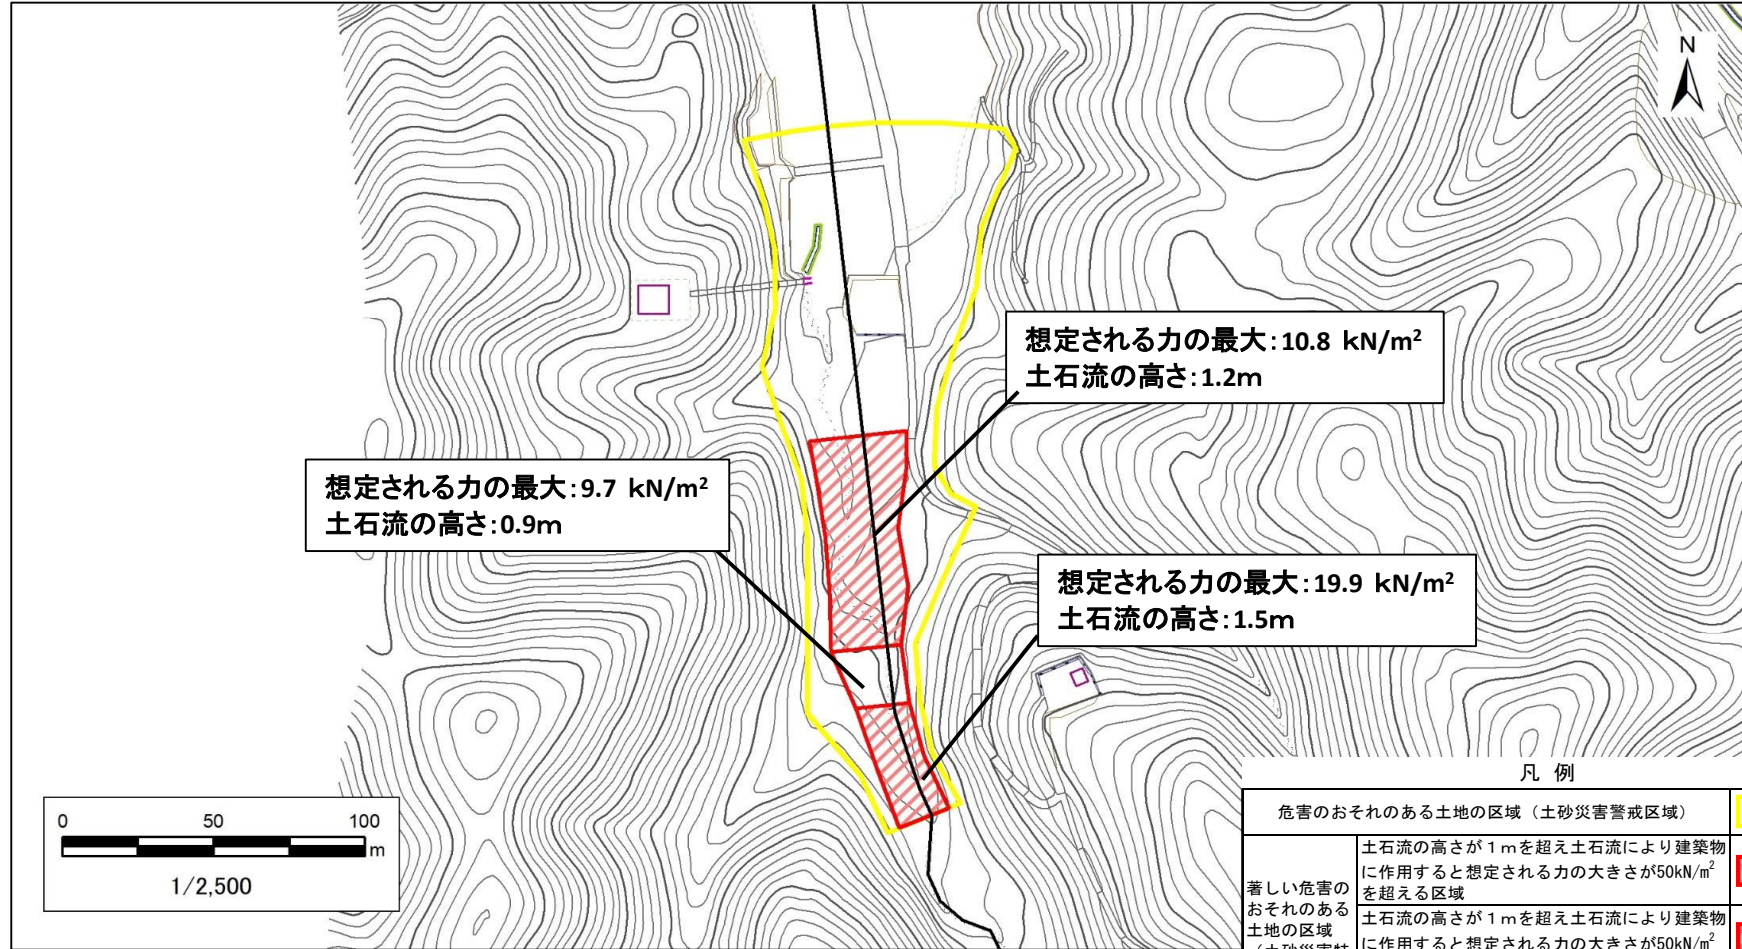 N
想定される力の最大:10.8 kN/m²
土石流の高さ:1.2m
想定される力の最大:9.7 kN/m²
土石流の高さ:0.9m
想定される力の最大:19.9 kN/m²
土石流の高さ:1.5m
0 50 100
m
1/2,500
凡 例
危害のおそれのある土地の区域（土砂災害警戒区域）
土石流の高さが１ｍを超え土石流により建築物
に作用すると想定される力の大きさが50kN/m²
を超える区域
著しい危害の
おそれのある
土地の区域
（土砂災害特
土石流の高さが１ｍを超え土石流により建築物
に作用すると想定される力の大きさが50kN/m²